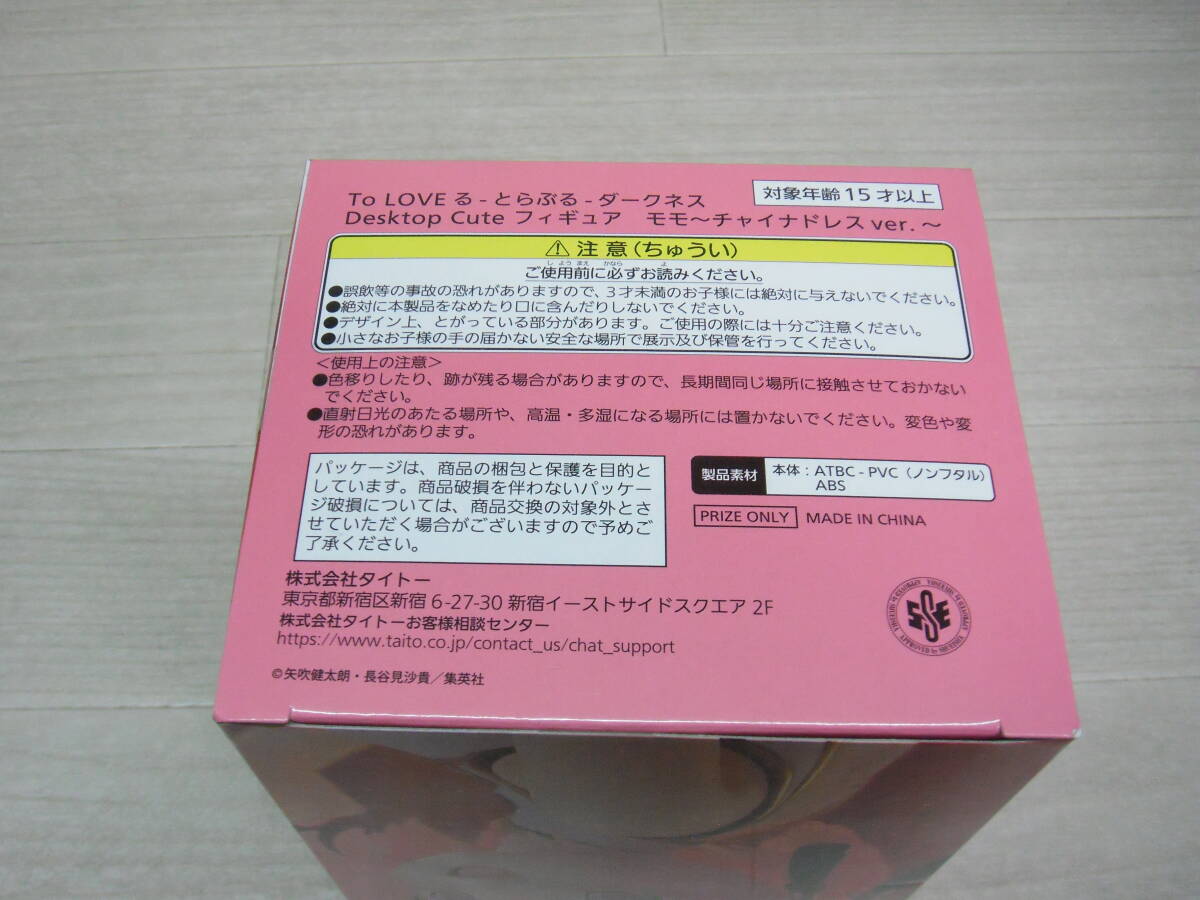 To LOVE る - とらぶる - ダークネス
対象年齢 15 才以上
Desktop Cute フィギュア モモ～チャイナドレス ver. ～
⚠ 注 意 (ちゅうい)
しようまえ かなら よ
ご使用前に必ずお読みください。
●誤飲等の事故の恐れがありますので、3才未満のお子様には絶対に与えないでください。
●絶対に本製品をなめたり口に含んだりしないでください。
●デザイン上、とがっている部分があります。ご使用の際には十分ご注意ください。
●小さなお子様の手の届かない安全な場所で展示及び保管を行ってください。
＜使用上の注意＞
●色移りしたり、跡が残る場合がありますので、長期間同じ場所に接触させておかない
でください。
●直射日光のあたる場所や、高温・多湿になる場所には置かないでください。変色や変
形の恐れがあります。
パッケージは、商品の梱包と保護を目的と
しています。商品破損を伴わないパッケー
ジ破損については、商品交換の対象外とさ
せていただく場合がございますので予めご
了承ください。
製品素材 本体 : ATBC - PVC (ノンフタル)
ABS
PRIZE ONLY MADE IN CHINA
株式会社タイトー
東京都新宿区新宿 6-27-30 新宿イーストサイドスクエア 2F
株式会社タイトーお客様相談センター
https://www.taito.co.jp/contact_us/chat_support
©矢吹健太朗・長谷見沙貴／集英社